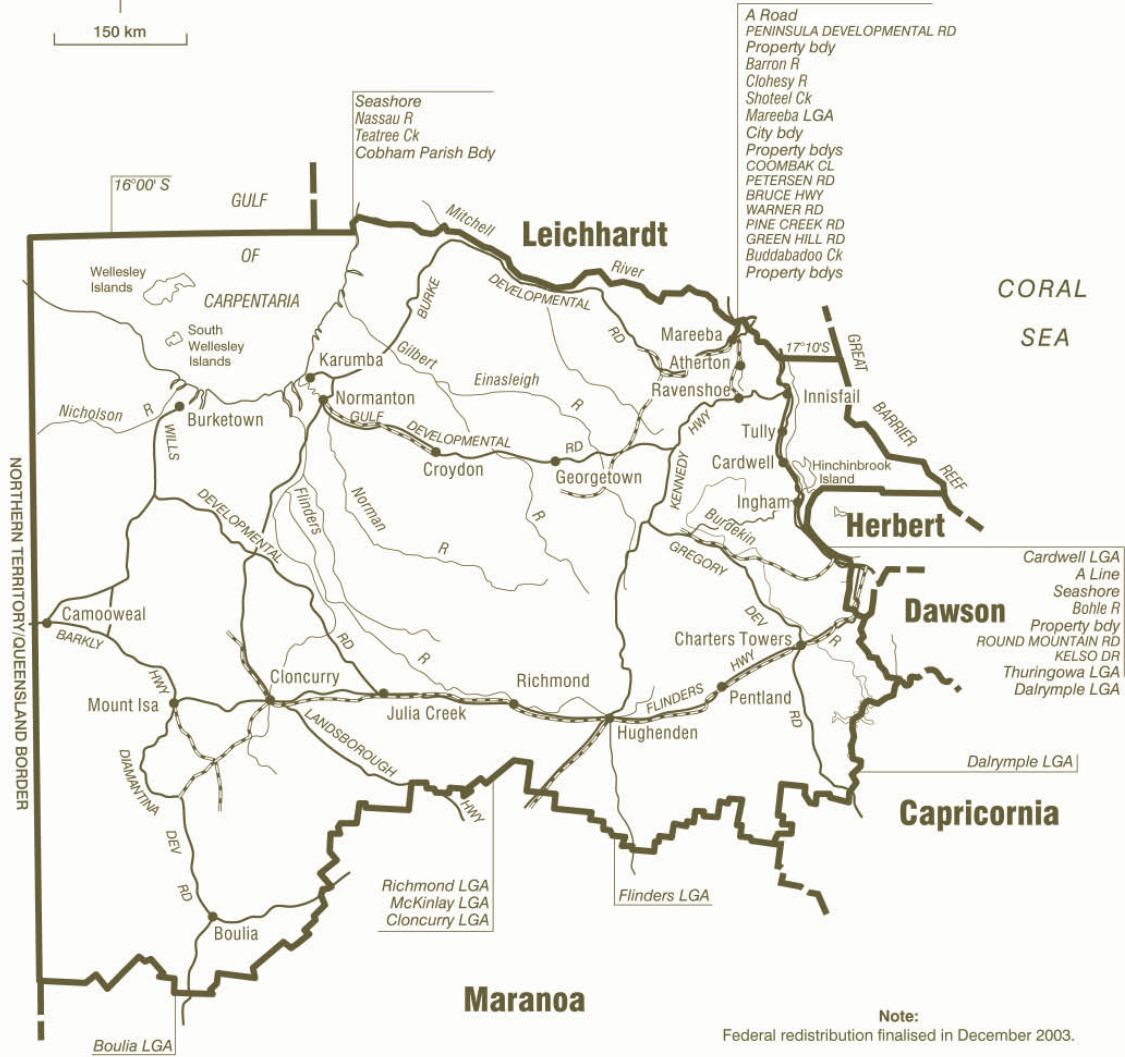 150 km
A Road
PENINSULA DEVELOPMENTAL RD
Property bdy
Barron R
Clohesy R
Shoteel Ck
Mareeba LGA
City bdy
Property bdys
COOMBAK CL
PETERSEN RD
BRUCE HWY
WARNER RD
PINE CREEK RD
GREEN HILL RD
Buddabadoo Ck
Property bdys
Seashore
Nassau R
Teatree Ck
Cobham Parish Bdy
16°00' S
GULF
OF
CARPENTARIA
Mitchell
River
Leichhardt
CORAL
SEA
Wellesley
Islands
South
Wellesley
Islands
BURKE
DEVELOPMENTAL
RD
Mareeba
17°10'S
GREAT
BARRIER
REEF
Atherton
Ravenshoe
Innisfail
Karumba
Gilbert
Einasleigh
R
Normanton
GULF
DEVELOPMENTAL
RD
Nicholson
R
Burketown
WILLS
Croydon
Georgetown
HWY
KENNEDY
Tully
Cardwell
Hinchinbrook
Island
Ingham
Herbert
NORTHERN TERRITORY/QUEENSLAND BORDER
DEVELOPMENTAL
RD
Flinders
R
Norman
R
R
Burdekin
R
GREGORY
DEV
RD
Cardwell LGA
A Line
Seashore
Bohle R
Property bdy
ROUND MOUNTAIN RD
KELSO DR
Thuringowa LGA
Dalrymple LGA
Dawson
Camooweal
BARKLY
HWY
Charters Towers
Cloncurry
Richmond
HWY
FLINDERS
Pentland
Mount Isa
Julia Creek
LANDSBOROUGH
HWY
Hughenden
DIAMANTINA
DEV
RD
Dalrymple LGA
Capricornia
Richmond LGA
McKinlay LGA
Cloncurry LGA
Flinders LGA
Boulia
Maranoa
Boulia LGA
Note:
Federal redistribution finalised in December 2003.